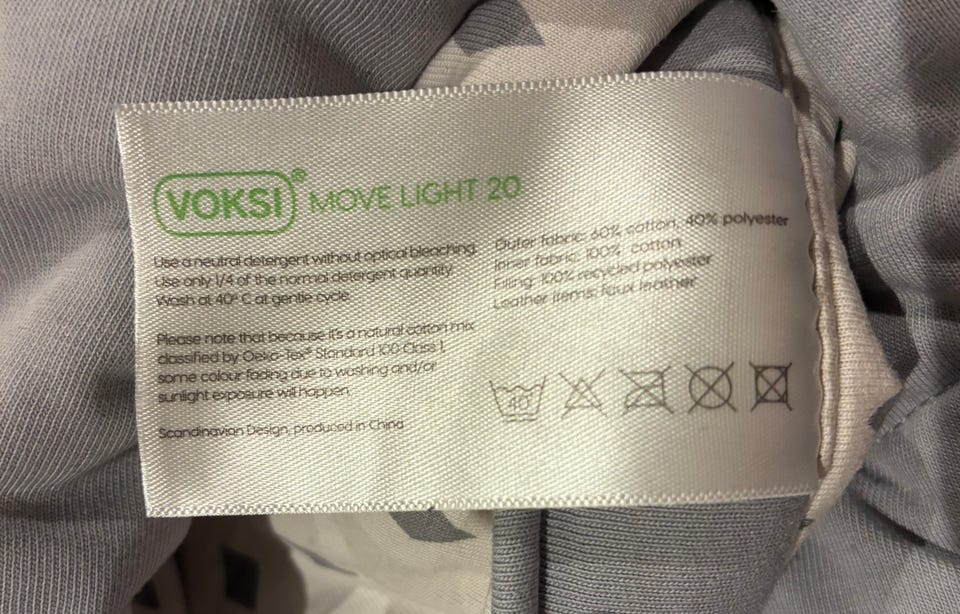 VOKSI® MOVE LIGHT 20
Use a neutral detergent without optical bleaching.
Use only 1/4 of the normal detergent quantity.
Wash at 40° C at gentle cycle.
Please note that because it's a natural cotton mix
classified by Oeko-Tex® Standard 100 Class 1,
some colour fading due to washing and/or
sunlight exposure will happen.
Scandinavian Design, produced in China
Outer fabric: 60% cotton, 40% polyester
Inner fabric: 100% cotton
Filling: 100% recycled polyester
Leather items: faux leather
40°